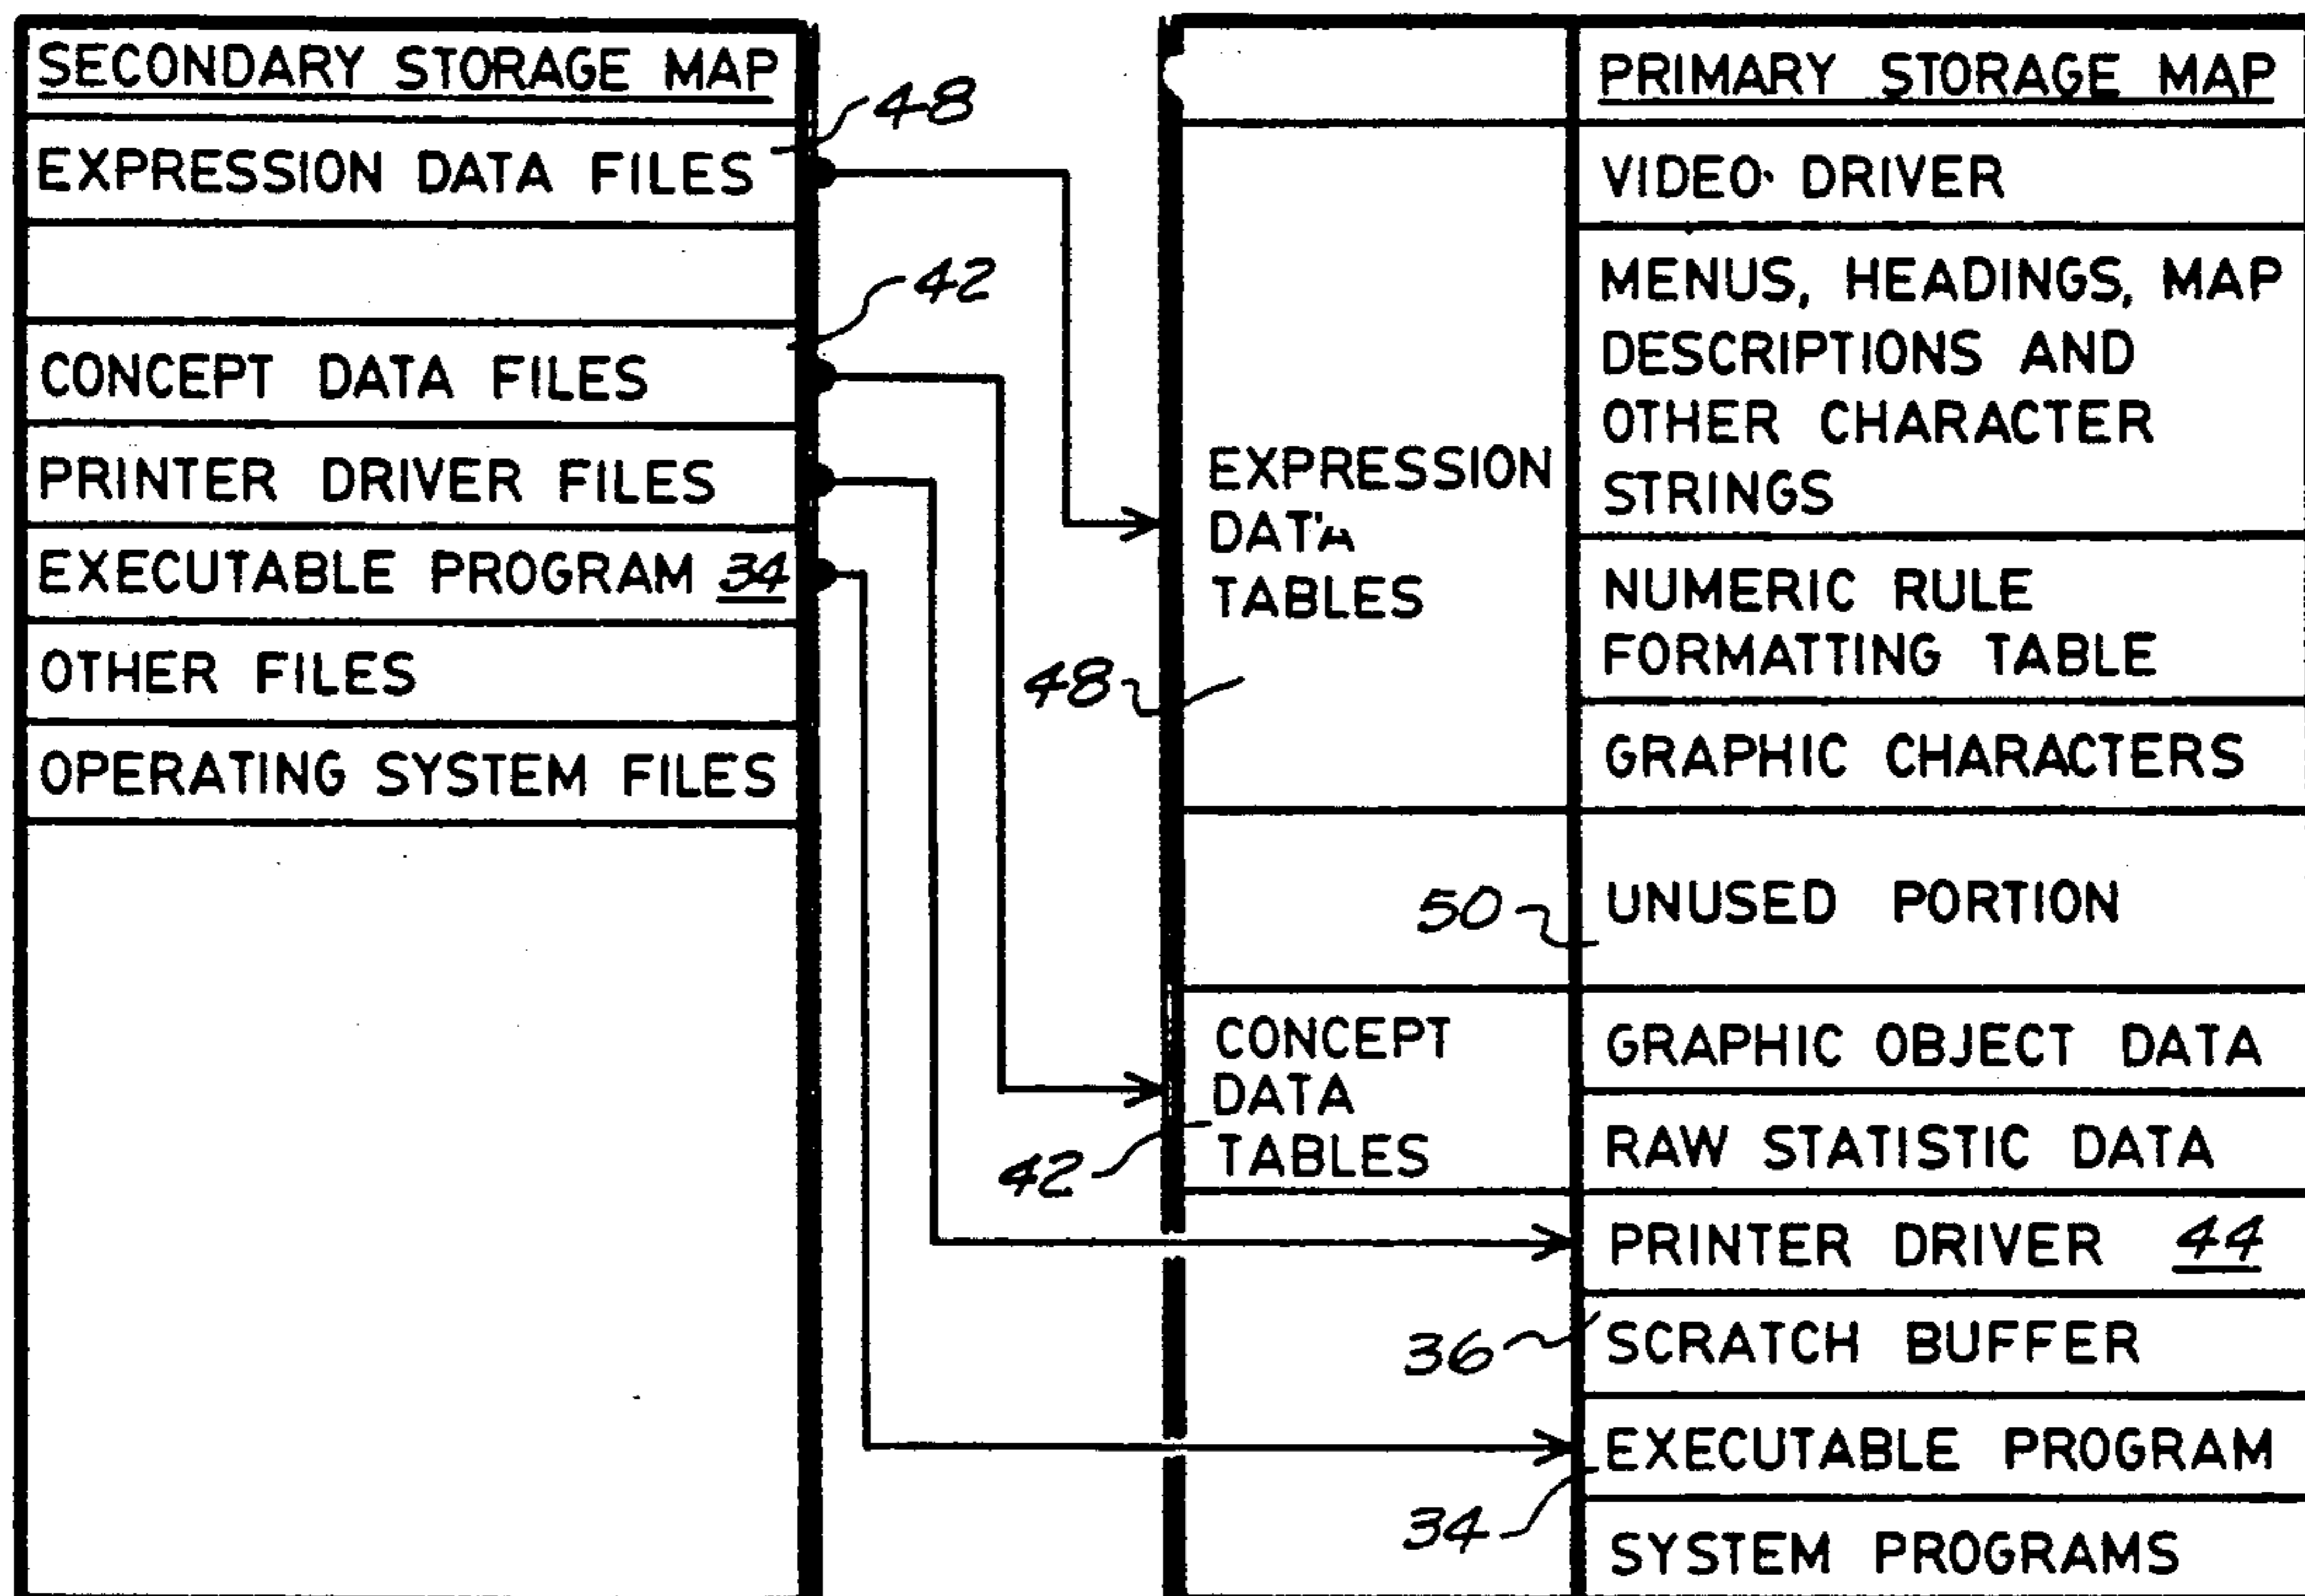 SECONDARY STORAGE MAP
EXPRESSION DATA FILES
48
42
CONCEPT DATA FILES
PRINTER DRIVER FILES
EXECUTABLE PROGRAM 34
OTHER FILES
OPERATING SYSTEM FILES
EXPRESSION
DATA
TABLES
48
CONCEPT
DATA
TABLES
42
PRIMARY STORAGE MAP
VIDEO DRIVER
MENUS, HEADINGS, MAP
DESCRIPTIONS AND
OTHER CHARACTER
STRINGS
NUMERIC RULE
FORMATTING TABLE
GRAPHIC CHARACTERS
50
UNUSED PORTION
GRAPHIC OBJECT DATA
RAW STATISTIC DATA
PRINTER DRIVER 44
36
SCRATCH BUFFER
EXECUTABLE PROGRAM
34
SYSTEM PROGRAMS